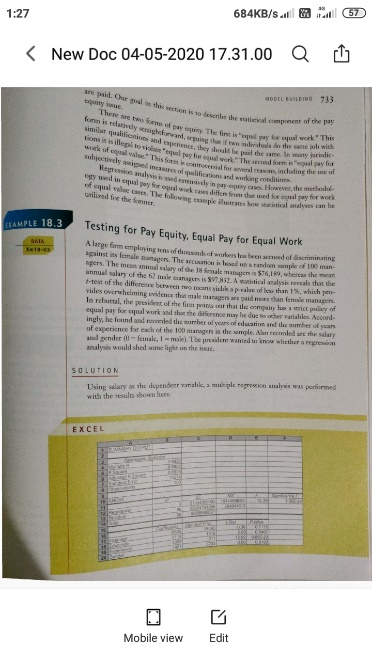 1:27
684KB/s
4G
57
New Doc 04-05-2020 17.31.00
MODEL BUILDING 733
are paid. Our goal in this section is to describe the statistical component of the pay
equity issue.
There are two forms of pay equity. The first is "equal pay for equal work." This
form is relatively straightforward, arguing that if two individuals do the same job with
similar qualifications and experience, they should be paid the same. In many jurisdic-
tions it is illegal to violate "equal pay for equal work." The second form is "equal pay for
work of equal value." This form is controversial for several reasons, including the use of
subjectively assigned measures of qualifications and working conditions.
Regression analysis is used extensively in pay-equity cases. However, the methodol-
ogy used in equal pay for equal work cases differs from that used for equal pay for work
of equal value cases. The following example illustrates how statistical analyses can be
utilized for the former.
EXAMPLE 18.3
Testing for Pay Equity, Equal Pay for Equal Work
DATA
Xm18-03
A large firm employing tens of thousands of workers has been accused of discriminating
against its female managers. The accusation is based on a random sample of 100 man-
agers. The mean annual salary of the 38 female managers is $76,189, whereas the mean
annual salary of the 62 male managers is $97,832. A statistical analysis reveals that the
t-test of the difference between two means yields a p-value of less than 1%, which pro-
vides overwhelming evidence that male managers are paid more than female managers.
In rebuttal, the president of the firm points out that the company has a strict policy of
equal pay for equal work and that the difference may be due to other variables. Accord-
ingly, he found and recorded the number of years of education and the number of years
of experience for each of the 100 managers in the sample. Also recorded are the salary
and gender (0 = female, 1 = male). The president wanted to know whether a regression
analysis would shed some light on the issue.
SOLUTION
Using salary as the dependent variable, a multiple regression analysis was performed
with the results shown here.
EXCEL
SUMMARY OUTPUT
Regression Statistics
Mobile view
Edit